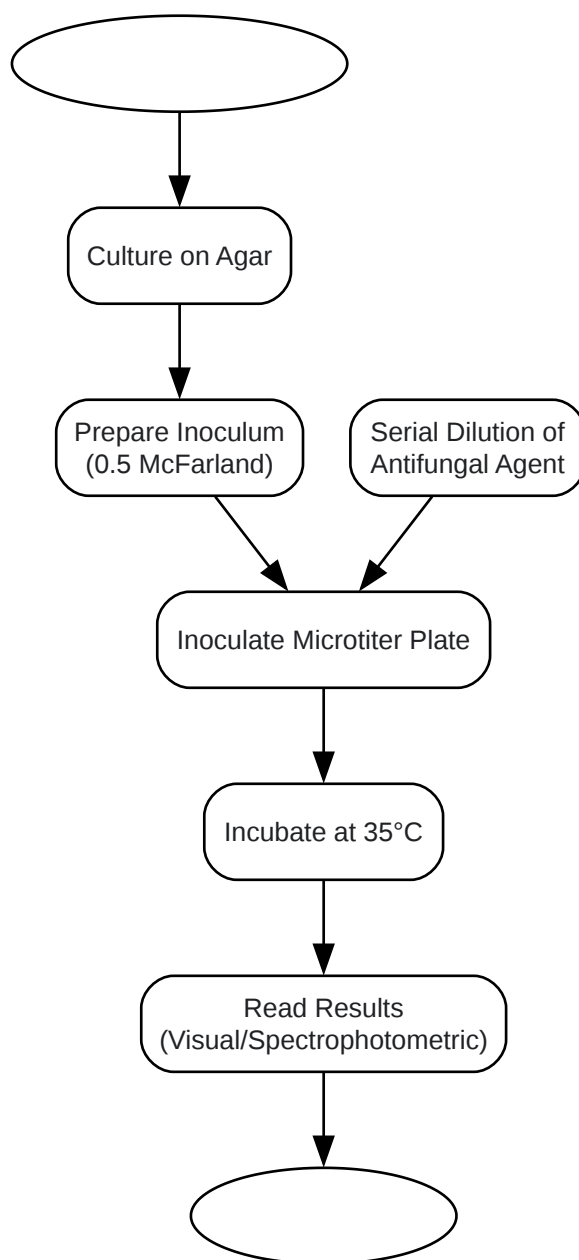 Culture on Agar
Prepare Inoculum
(0.5 McFarland)
Serial Dilution of
Antifungal Agent
Inoculate Microtiter Plate
Incubate at 35°C
Read Results
(Visual/Spectrophotometric)